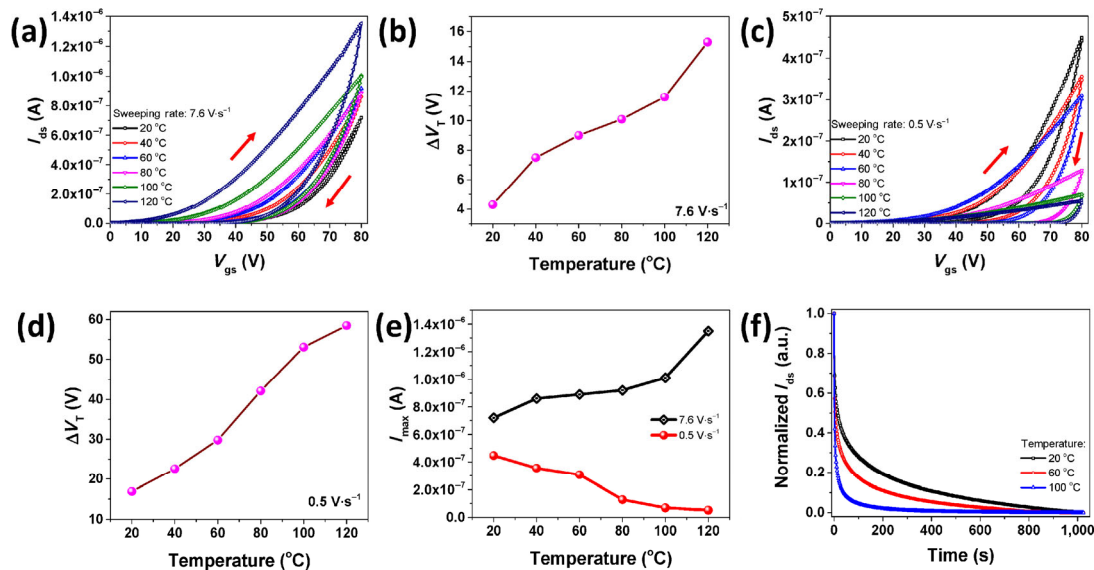 (a)
1.4x10⁻⁶
1.2x10⁻⁶
1.0x10⁻⁶
8.0x10⁻⁷
6.0x10⁻⁷
4.0x10⁻⁷
2.0x10⁻⁷
0.0
I_ds (A)
Sweeping rate: 7.6 V·s⁻¹
20 °C
40 °C
60 °C
80 °C
100 °C
120 °C
0 10 20 30 40 50 60 70 80
V_gs (V)
(b)
16
14
12
10
8
6
4
ΔV_T (V)
7.6 V·s⁻¹
20 40 60 80 100 120
Temperature (°C)
(c)
5x10⁻⁷
4x10⁻⁷
3x10⁻⁷
2x10⁻⁷
1x10⁻⁷
0
I_ds (A)
Sweeping rate: 0.5 V·s⁻¹
20 °C
40 °C
60 °C
80 °C
100 °C
120 °C
0 10 20 30 40 50 60 70 80
V_gs (V)
(d)
60
50
40
30
20
10
ΔV_T (V)
0.5 V·s⁻¹
20 40 60 80 100 120
Temperature (°C)
(e)
1.4x10⁻⁶
1.2x10⁻⁶
1.0x10⁻⁶
8.0x10⁻⁷
6.0x10⁻⁷
4.0x10⁻⁷
2.0x10⁻⁷
0.0
I_max (A)
7.6 V·s⁻¹
0.5 V·s⁻¹
20 40 60 80 100 120
Temperature (°C)
(f)
1.0
0.8
0.6
0.4
0.2
0.0
Normalized I_ds (a.u.)
Temperature:
20 °C
60 °C
100 °C
0 200 400 600 800 1,000
Time (s)